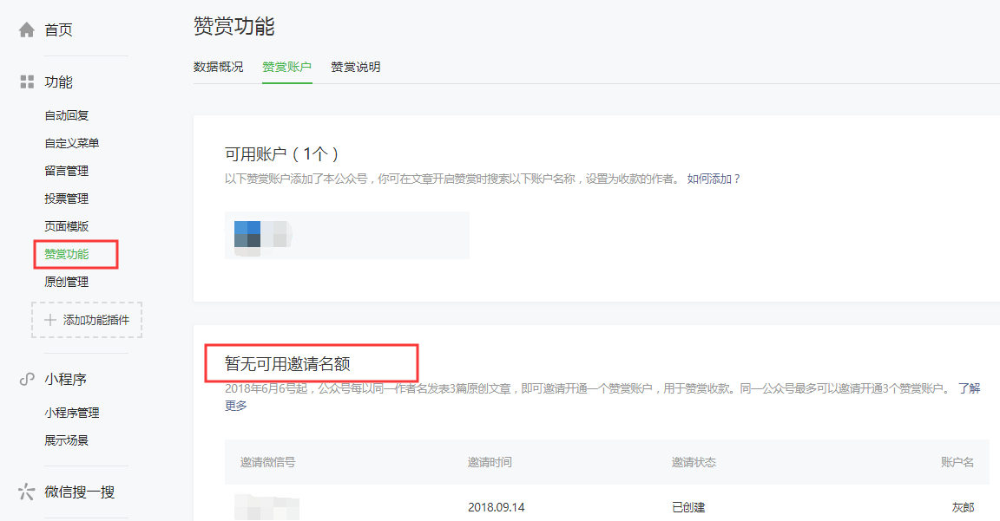 首页
功能
自动回复
自定义菜单
留言管理
投票管理
页面模版
赞赏功能
原创管理
添加功能插件
小程序
小程序管理
展示场景
微信搜一搜
赞赏功能
数据概况 赞赏账户 赞赏说明
可用账户（1个）
以下赞赏账户添加了本公众号，你可在文章开启赞赏时搜索以下账户名称，设置为收款的作者。 如何添加？
暂无可用邀请名额
2018年6月6号起，公众号每以同一作者名发表3篇原创文章，即可邀请开通一个赞赏账户，用于赞赏收款。同一公众号最多可以邀请开通3个赞赏账户。 了解
更多
邀请微信号 邀请时间 邀请状态 账户名
2018.09.14 已创建 灰郎